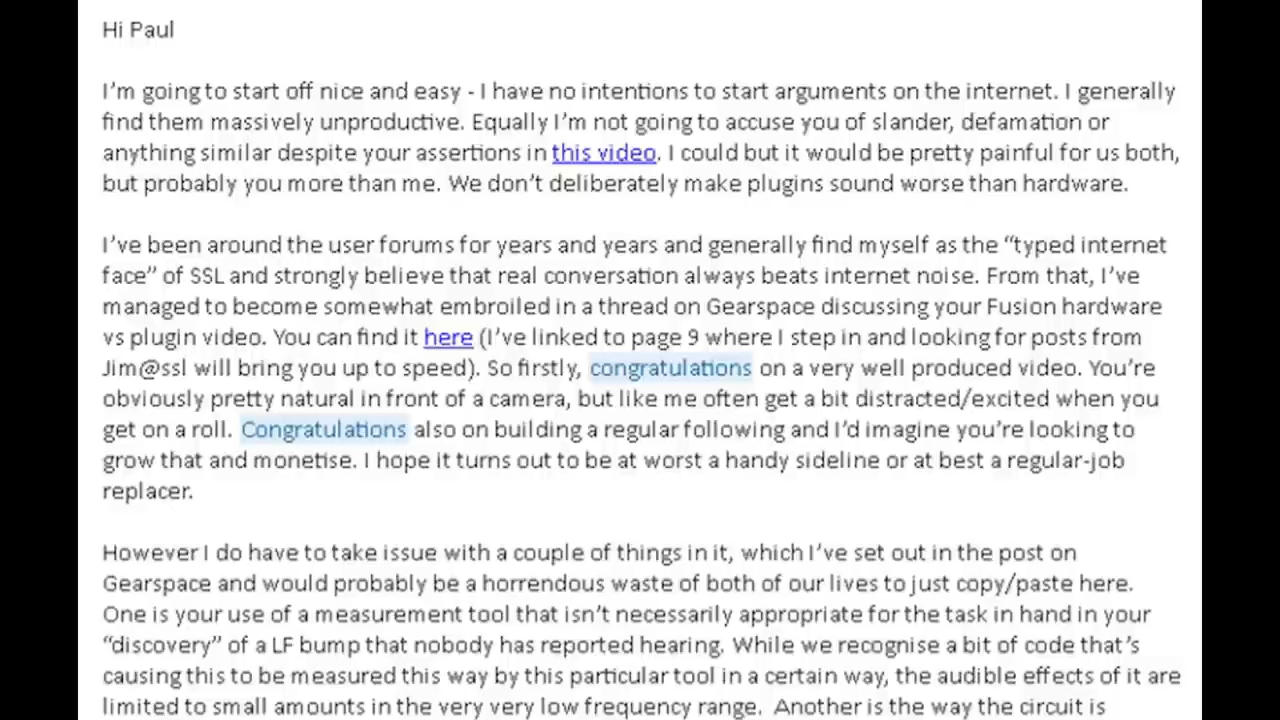 Hi Paul
I’m going to start off nice and easy - I have no intentions to start arguments on the internet. I generally
find them massively unproductive. Equally I’m not going to accuse you of slander, defamation or
anything similar despite your assertions in this video. I could but it would be pretty painful for us both,
but probably you more than me. We don’t deliberately make plugins sound worse than hardware.
I’ve been around the user forums for years and years and generally find myself as the “typed internet
face” of SSL and strongly believe that real conversation always beats internet noise. From that, I’ve
managed to become somewhat embroiled in a thread on Gearspace discussing your Fusion hardware
vs plugin video. You can find it here (I’ve linked to page 9 where I step in and looking for posts from
Jim@ssl will bring you up to speed). So firstly, congratulations on a very well produced video. You’re
obviously pretty natural in front of a camera, but like me often get a bit distracted/excited when you
get on a roll. Congratulations also on building a regular following and I’d imagine you’re looking to
grow that and monetise. I hope it turns out to be at worst a handy sideline or at best a regular-job
replacer.
However I do have to take issue with a couple of things in it, which I’ve set out in the post on
Gearspace and would probably be a horrendous waste of both of our lives to just copy/paste here.
One is your use of a measurement tool that isn’t necessarily appropriate for the task in hand in your
“discovery” of a LF bump that nobody has reported hearing. While we recognise a bit of code that’s
causing this to be measured this way by this particular tool in a certain way, the audible effects of it are
limited to small amounts in the very very low frequency range.  Another is the way the circuit is